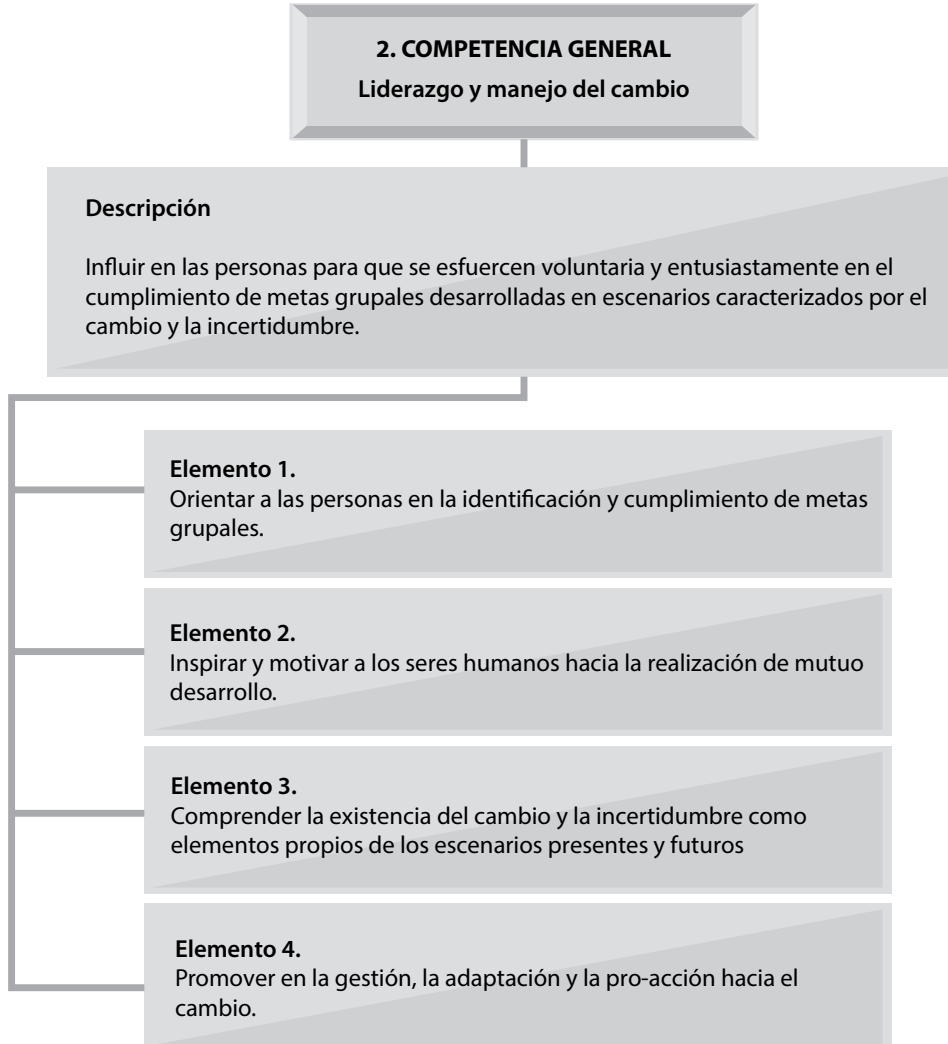 2. COMPETENCIA GENERAL
Liderazgo y manejo del cambio
Descripción
Influir en las personas para que se esfuercen voluntaria y entusiastamente en el
cumplimiento de metas grupales desarrolladas en escenarios caracterizados por el
cambio y la incertidumbre.
Elemento 1.
Orientar a las personas en la identificación y cumplimiento de metas
grupales.
Elemento 2.
Inspirar y motivar a los seres humanos hacia la realización de mutuo
desarrollo.
Elemento 3.
Comprender la existencia del cambio y la incertidumbre como
elementos propios de los escenarios presentes y futuros
Elemento 4.
Promover en la gestión, la adaptación y la pro-acción hacia el
cambio.